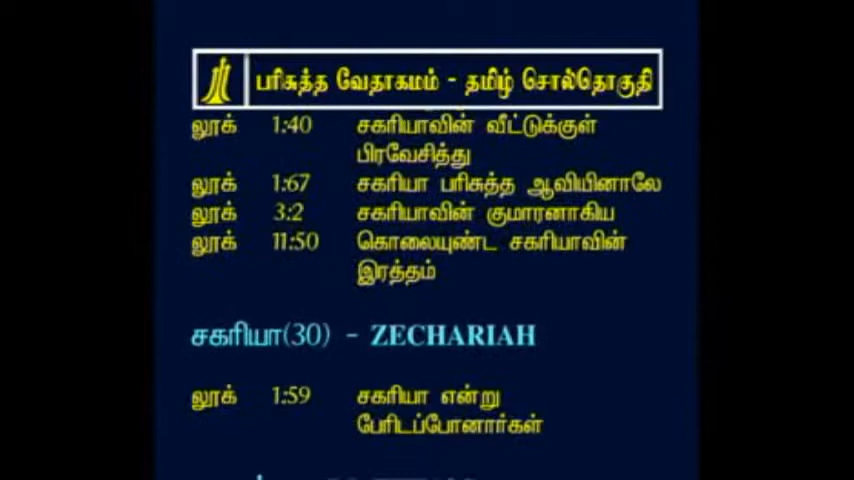 பரிசுத்த வேதாகமம் - தமிழ் சொல்தொகுதி
லூக் 1:40 சகரியாவின் வீட்டுக்குள்
பிரவேசித்து
லூக் 1:67 சகரியா பரிசுத்த ஆவியினாலே
லூக் 3:2 சகரியாவின் குமாரனாகிய
லூக் 11:50 கொலையுண்ட சகரியாவின்
இரத்தம்
சகரியா(30) - ZECHARIAH
லூக் 1:59 சகரியா என்று
பேரிடப்போனார்கள்